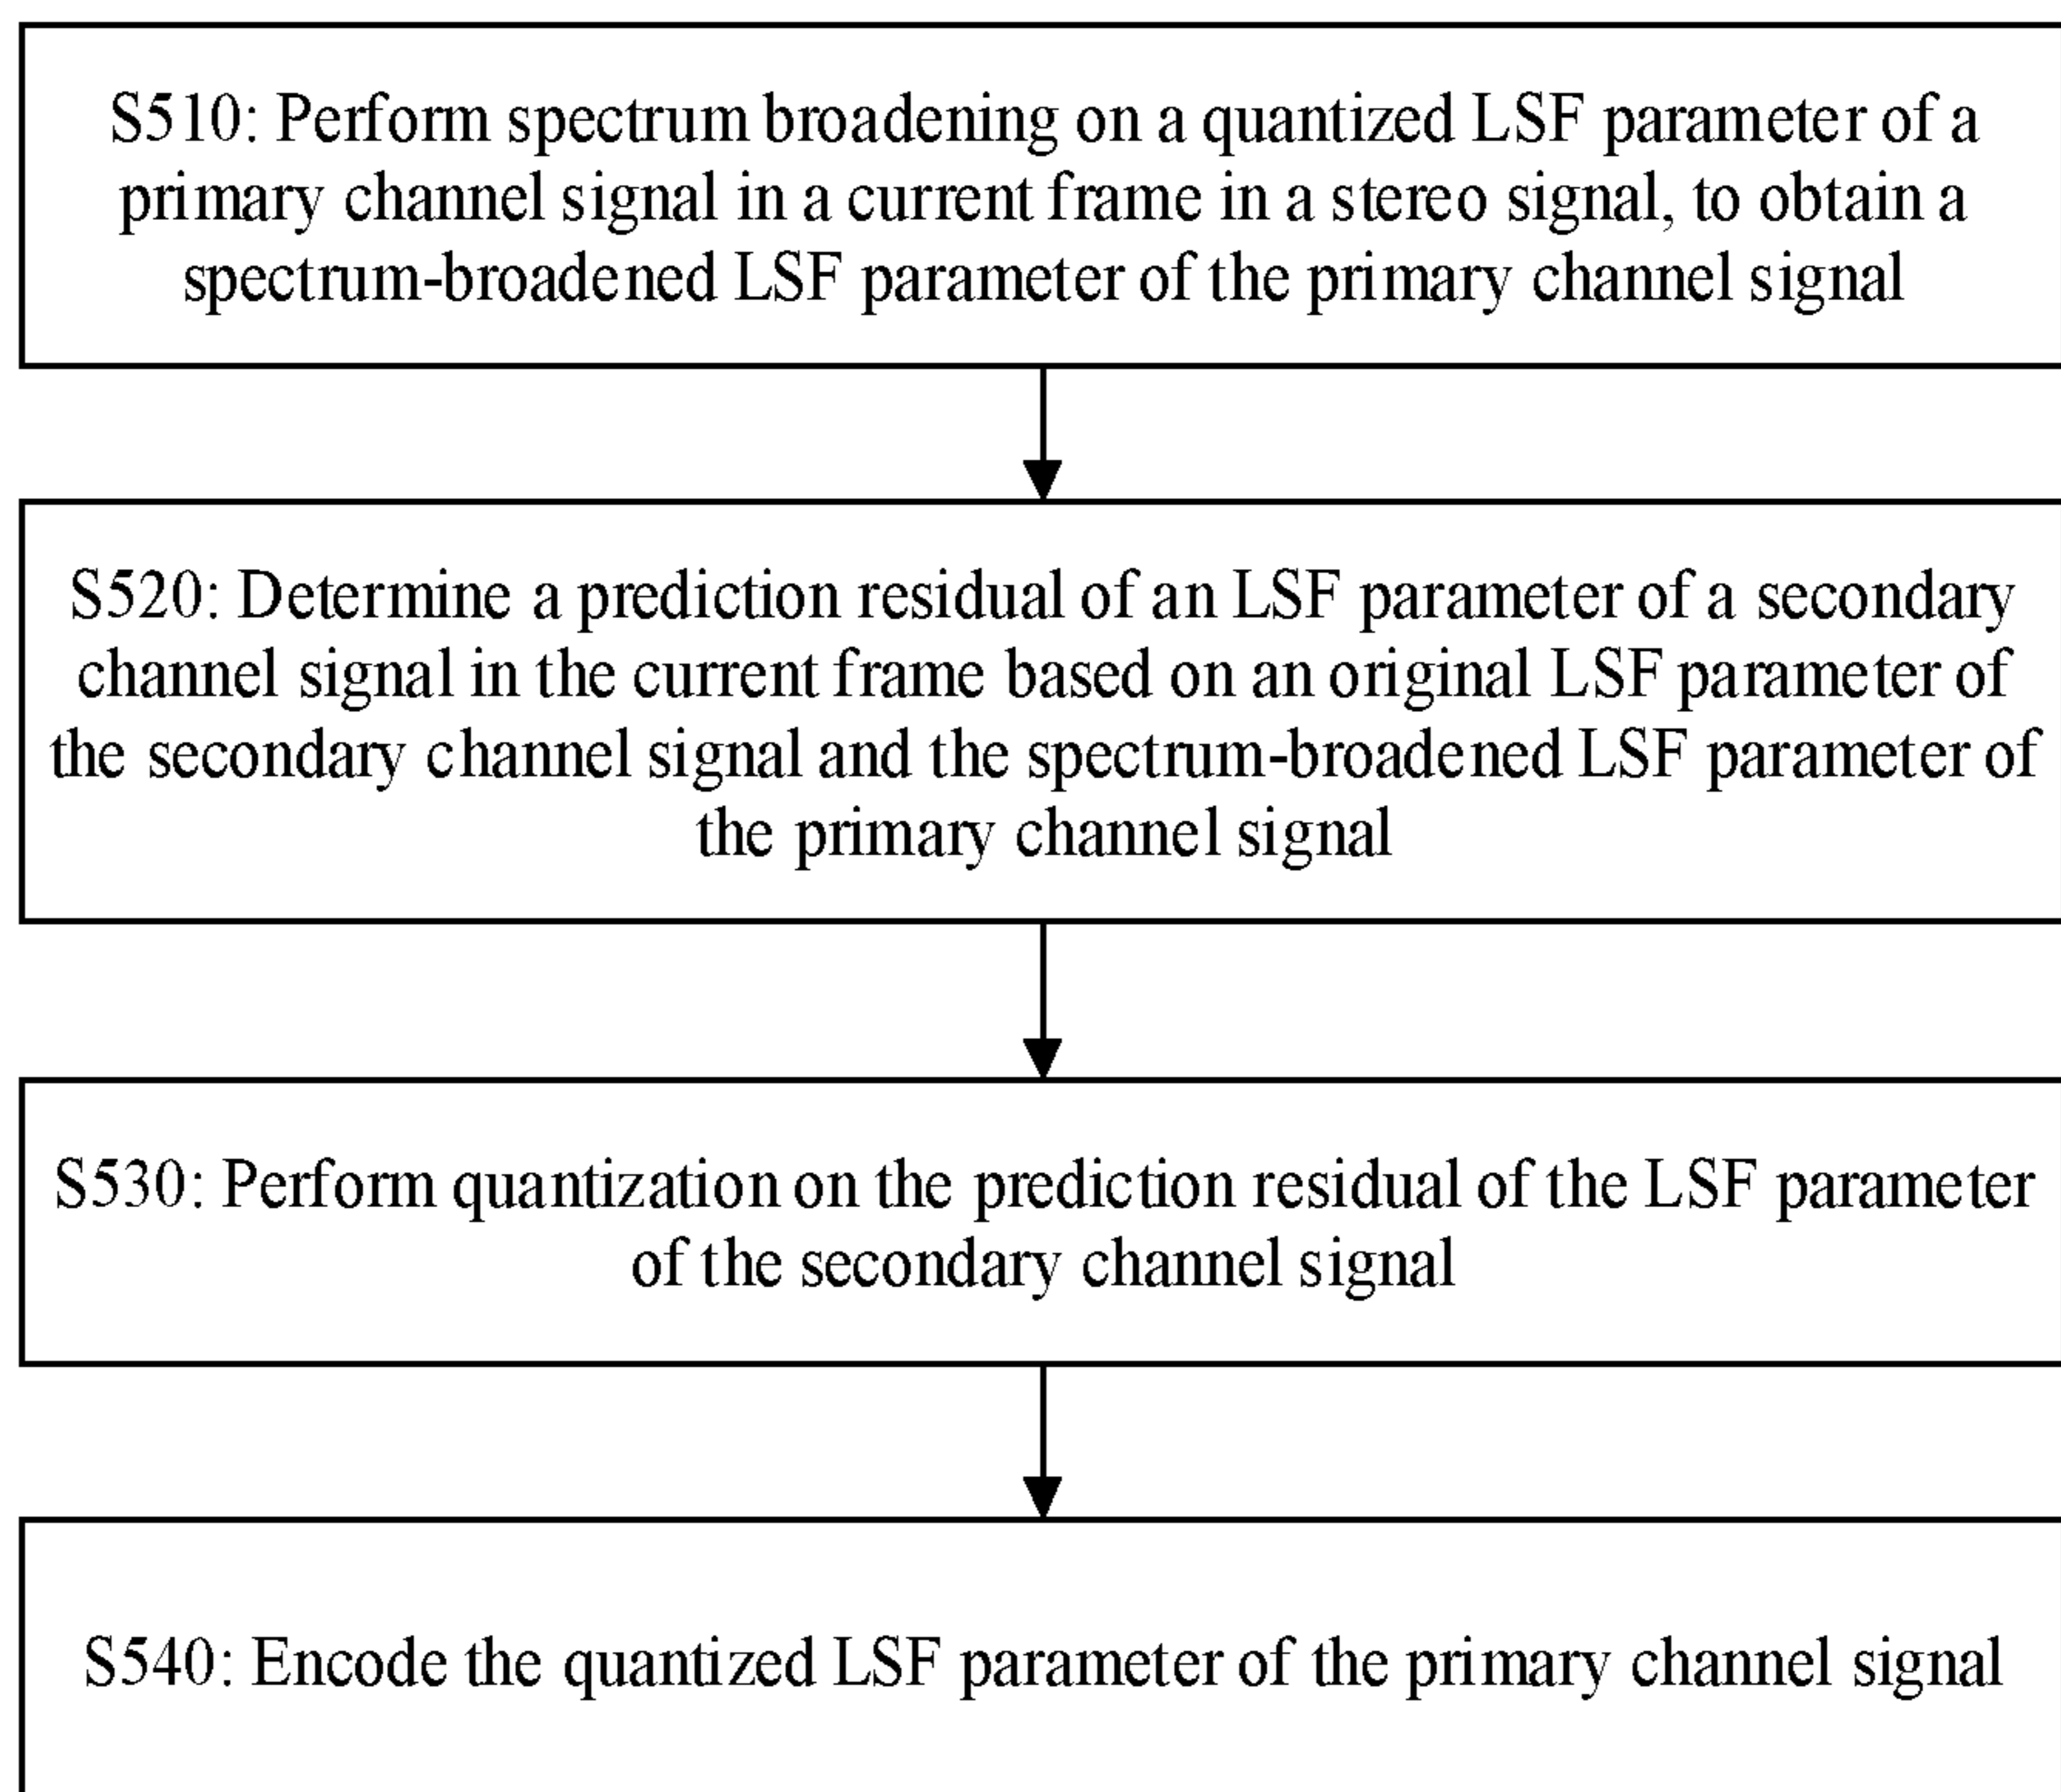 S510: Perform spectrum broadening on a quantized LSF parameter of a
primary channel signal in a current frame in a stereo signal, to obtain a
spectrum-broadened LSF parameter of the primary channel signal
S520: Determine a prediction residual of an LSF parameter of a secondary
channel signal in the current frame based on an original LSF parameter of
the secondary channel signal and the spectrum-broadened LSF parameter of
the primary channel signal
S530: Perform quantization on the prediction residual of the LSF parameter
of the secondary channel signal
S540: Encode the quantized LSF parameter of the primary channel signal